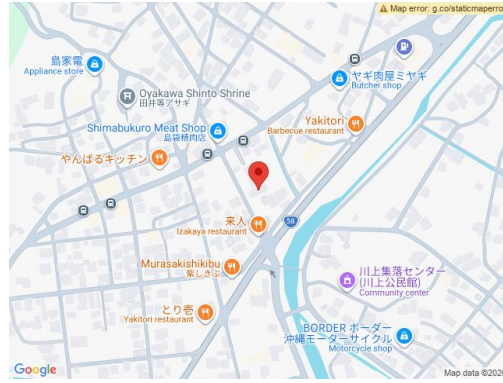 Map error: g.co/staticmaperro
島家電
Appliance store
ヤギ肉屋ミヤギ
Butcher shop
Oyakawa Shinto Shrine
田井等アサギ
Yakitori
Barbecue restaurant
Shimabukuro Meat Shop
島袋精肉店
やんばるキッチン
来人
Izakaya restaurant
58
Murasakishikibu
紫しきぶ
川上集落センター
(川上公民館)
Community center
とり壱
Yakitori restaurant
BORDER ボーダー
沖縄モーターサイクル
Motorcycle shop
Google
Map data ©202